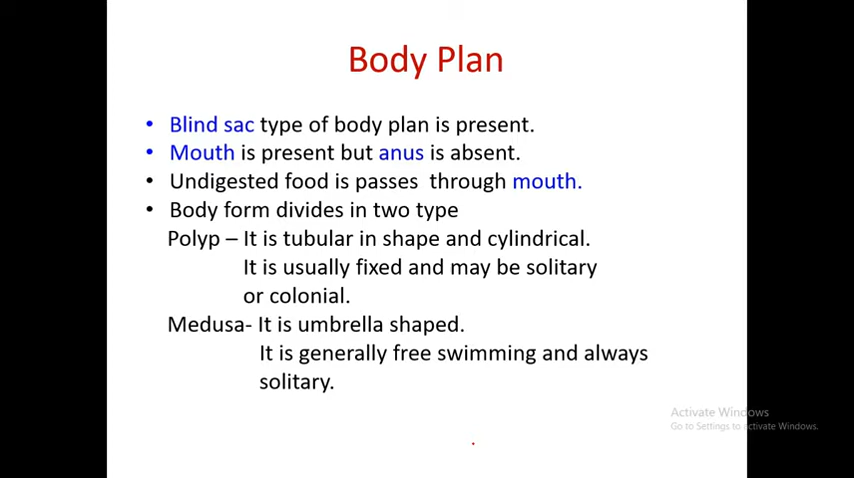 Body Plan
• Blind sac type of body plan is present.
• Mouth is present but anus is absent.
• Undigested food is passes through mouth.
• Body form divides in two type
Polyp – It is tubular in shape and cylindrical.
It is usually fixed and may be solitary
or colonial.
Medusa- It is umbrella shaped.
It is generally free swimming and always
solitary.
Activate Windows
Go to Settings to activate Windows.